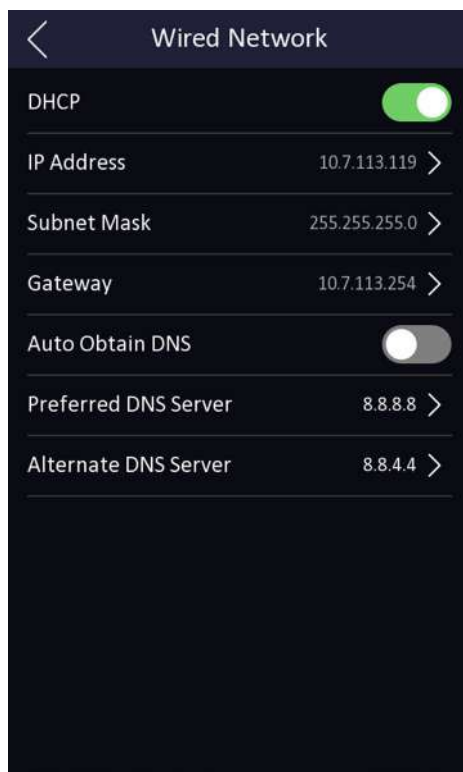 Wired Network
DHCP
IP Address 10.7.113.119
Subnet Mask 255.255.255.0
Gateway 10.7.113.254
Auto Obtain DNS
Preferred DNS Server 8.8.8.8
Alternate DNS Server 8.8.4.4